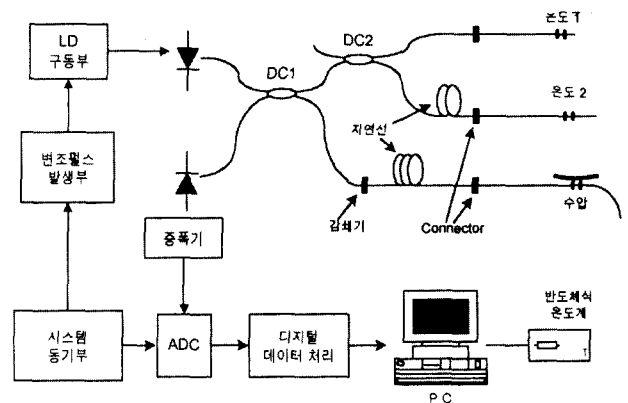 LD
구동부
DC1
DC2
온도 1
온도 2
지연선
변조펄스
발생부
감쇄기
Connector
수압
증폭기
시스템
동기부
ADC
디지털
데이터 처리
PC
반도체식
온도계
T